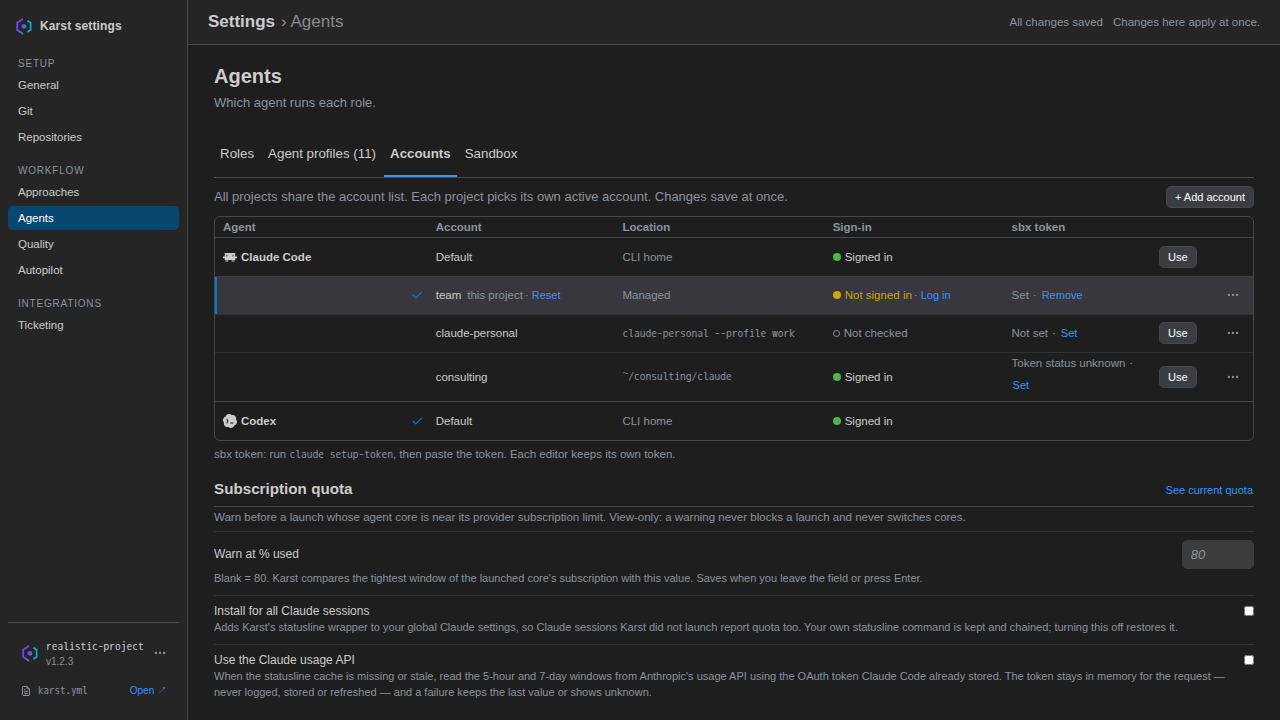 Karst settings
Settings › Agents
All changes saved Changes here apply at once.
SETUP
General
Git
Repositories
WORKFLOW
Approaches
Agents
Quality
Autopilot
INTEGRATIONS
Ticketing
realistic-project
v1.2.3
karst.yml
Open ↗
Agents
Which agent runs each role.
Roles Agent profiles (11) Accounts Sandbox
All projects share the account list. Each project picks its own active account. Changes save at once.
+ Add account
Agent Account Location Sign-in sbx token
Claude Code Default CLI home Signed in Use
team this project · Reset Managed Not signed in · Log in Set · Remove
claude-personal claude-personal --profile work Not checked Not set · Set Use
consulting ~/consulting/claude Signed in Token status unknown · Set Use
Codex Default CLI home Signed in
sbx token: run claude setup-token, then paste the token. Each editor keeps its own token.
Subscription quota
See current quota
Warn before a launch whose agent core is near its provider subscription limit. View-only: a warning never blocks a launch and never switches cores.
Warn at % used
80
Blank = 80. Karst compares the tightest window of the launched core's subscription with this value. Saves when you leave the field or press Enter.
Install for all Claude sessions
Adds Karst's statusline wrapper to your global Claude settings, so Claude sessions Karst did not launch report quota too. Your own statusline command is kept and chained; turning this off restores it.
Use the Claude usage API
When the statusline cache is missing or stale, read the 5-hour and 7-day windows from Anthropic's usage API using the OAuth token Claude Code already stored. The token stays in memory for the request —
never logged, stored or refreshed — and a failure keeps the last value or shows unknown.